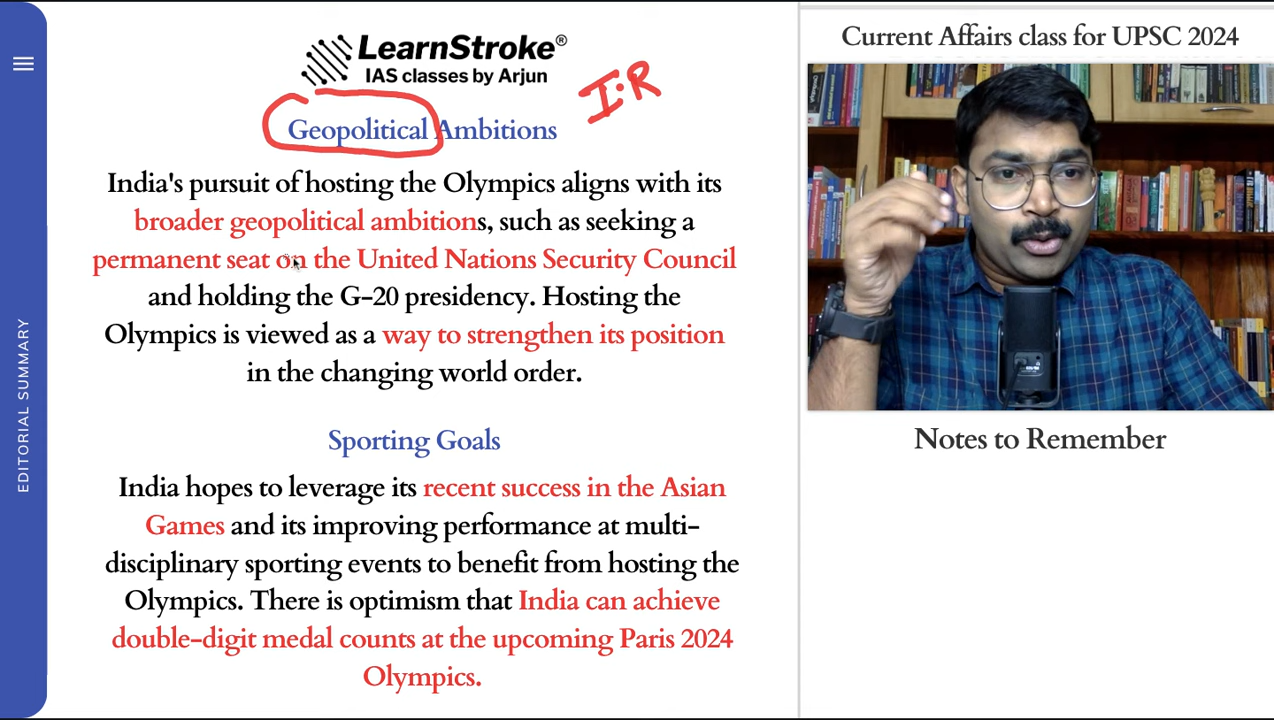 LearnStroke®
IAS classes by Arjun
I.R
Geopolitical Ambitions
India's pursuit of hosting the Olympics aligns with its
broader geopolitical ambitions, such as seeking a
permanent seat on the United Nations Security Council
and holding the G-20 presidency. Hosting the
Olympics is viewed as a way to strengthen its position
in the changing world order.
Sporting Goals
India hopes to leverage its recent success in the Asian
Games and its improving performance at multi-
disciplinary sporting events to benefit from hosting the
Olympics. There is optimism that India can achieve
double-digit medal counts at the upcoming Paris 2024
Olympics.
EDITORIAL SUMMARY
Current Affairs class for UPSC 2024
Notes to Remember